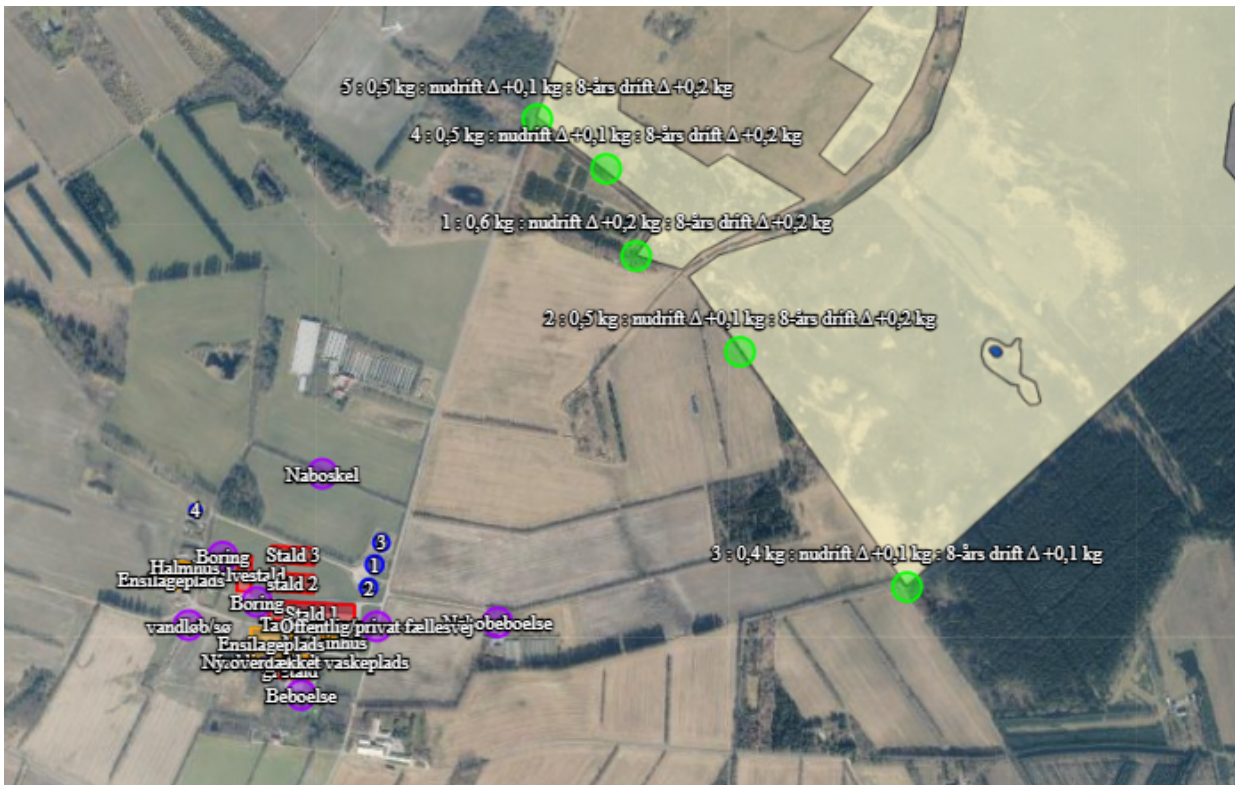 5 : 0,5 kg : nudrift Δ +0,1 kg : 8-års drift Δ +0,2 kg
4 : 0,5 kg : nudrift Δ +0,1 kg : 8-års drift Δ +0,2 kg
1 : 0,6 kg : nudrift Δ +0,2 kg : 8-års drift Δ +0,2 kg
2 : 0,5 kg : nudrift Δ +0,1 kg : 8-års drift Δ +0,2 kg
Naboskel
4
3
Boring
Stald 3
1
Halmhus
3 : 0,4 kg : nudrift Δ +0,1 kg : 8-års drift Δ +0,1 kg
Ensilageplads
stald 2
2
Boring
Stald 1
vandløb/sø
Offentlig/privat fællesvej
Ensilageplads
Ny overdækket vaskeplads
Beboelse